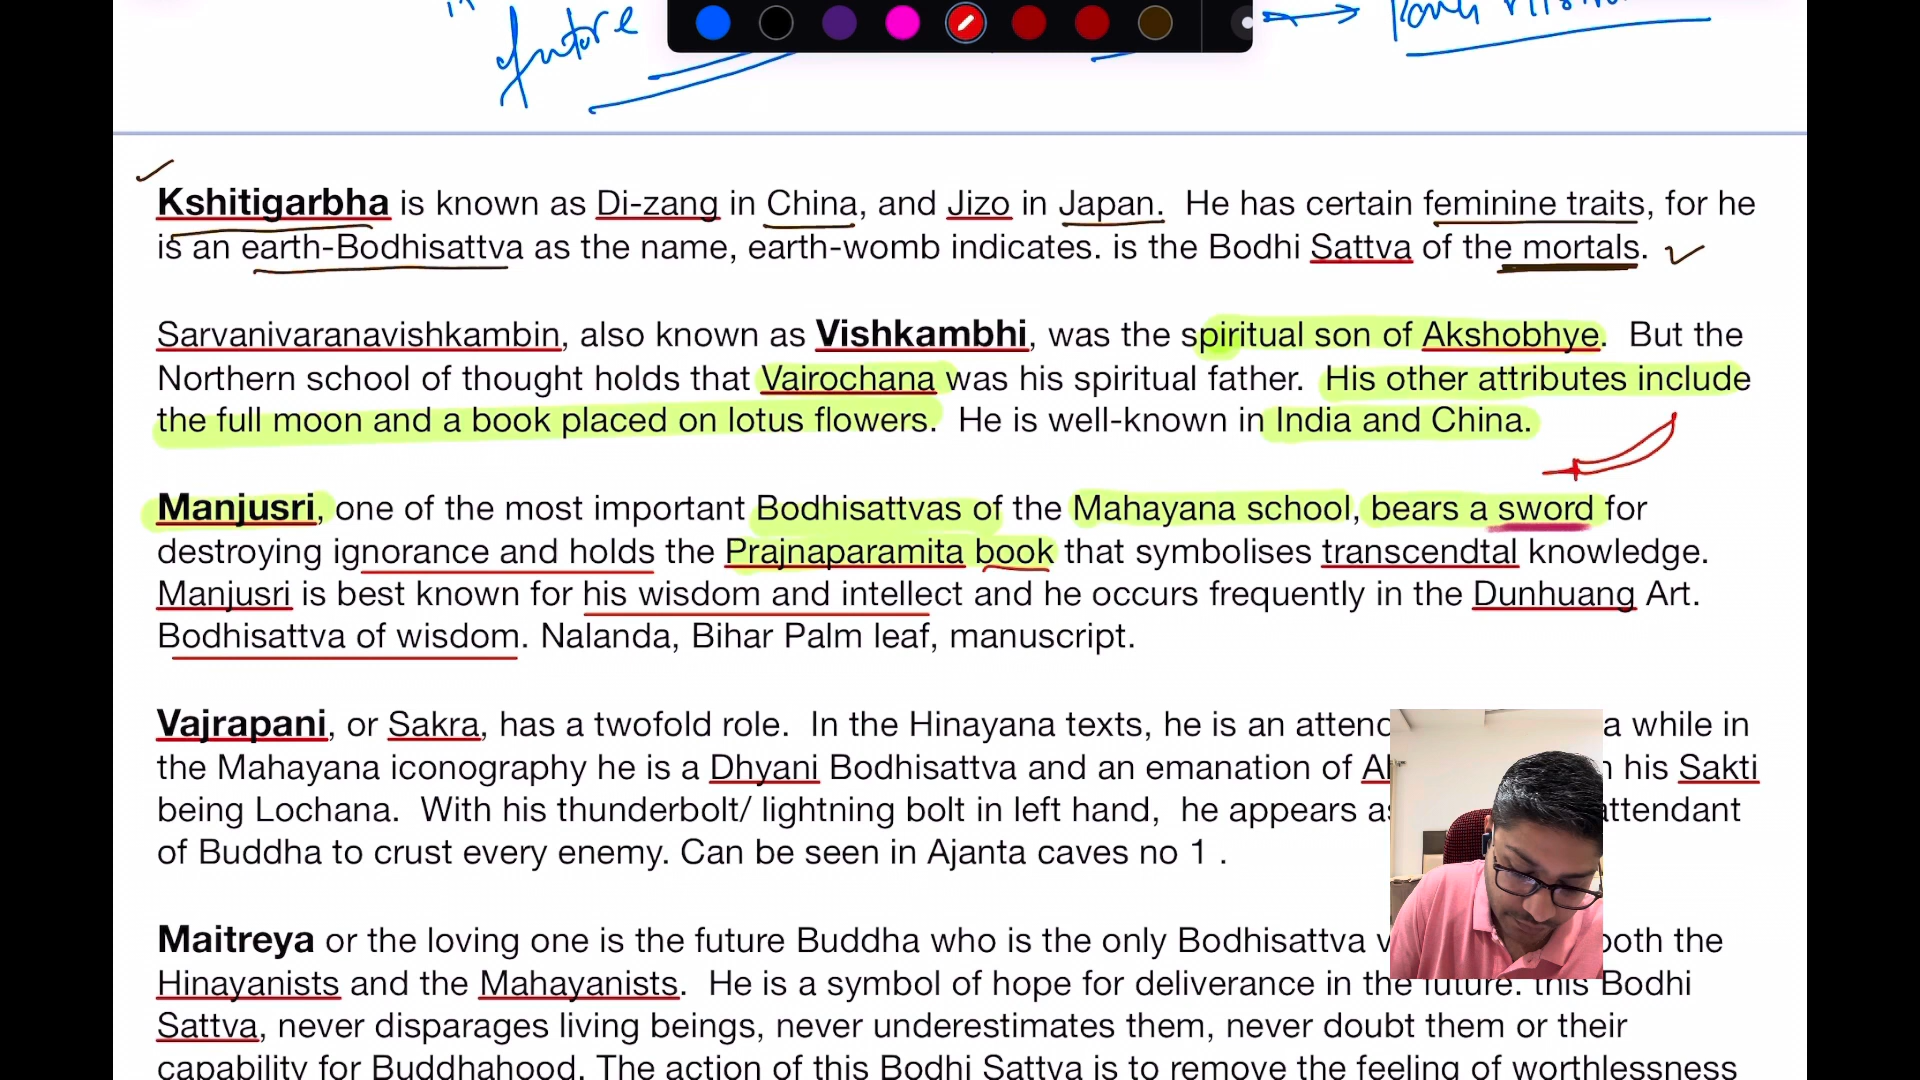 future
Kshitigarbha is known as Di-zang in China, and Jizo in Japan. He has certain feminine traits, for he
is an earth-Bodhisattva as the name, earth-womb indicates. is the Bodhi Sattva of the mortals.
Sarvanivaranavishkambin, also known as Vishkambhi, was the spiritual son of Akshobhye. But the
Northern school of thought holds that Vairochana was his spiritual father. His other attributes include
the full moon and a book placed on lotus flowers. He is well-known in India and China.
Manjusri, one of the most important Bodhisattvas of the Mahayana school, bears a sword for
destroying ignorance and holds the Prajnaparamita book that symbolises transcendtal knowledge.
Manjusri is best known for his wisdom and intellect and he occurs frequently in the Dunhuang Art.
Bodhisattva of wisdom. Nalanda, Bihar Palm leaf, manuscript.
Vajrapani, or Sakra, has a twofold role. In the Hinayana texts, he is an a while in
the Mahayana iconography he is a Dhyani Bodhisattva and an emanation of his Sakti
being Lochana. With his thunderbolt/ lightning bolt in left hand, he appears attendant
of Buddha to crust every enemy. Can be seen in Ajanta caves no 1 .
Maitreya or the loving one is the future Buddha who is the only Bodhisattva both the
Hinayanists and the Mahayanists. He is a symbol of hope for deliverance in the future. this Bodhi
Sattva, never disparages living beings, never underestimates them, never doubt them or their
capability for Buddhahood. The action of this Bodhi Sattva is to remove the feeling of worthlessness